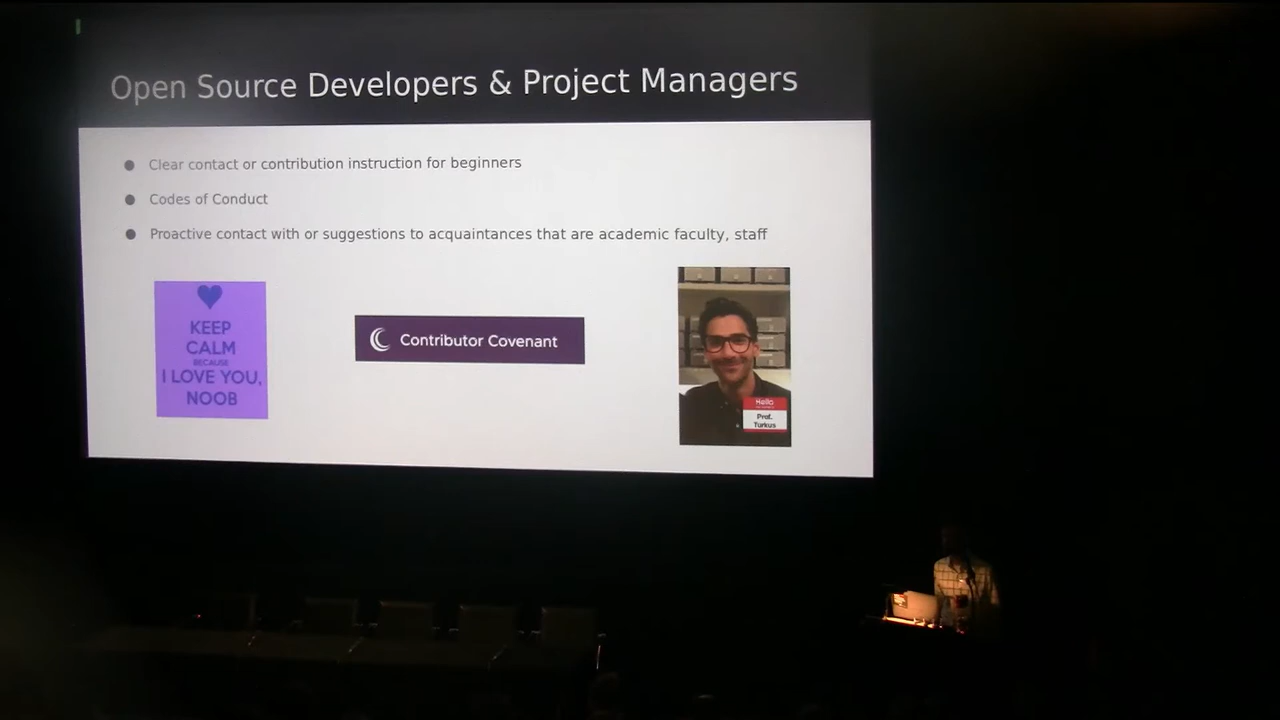 Open Source Developers & Project Managers
Clear contact or contribution instruction for beginners
Codes of Conduct
Proactive contact with or suggestions to acquaintances that are academic faculty, staff
KEEP
CALM
BECAUSE
I LOVE YOU,
NOOB
Contributor Covenant
Hello
Prof.
Turkus